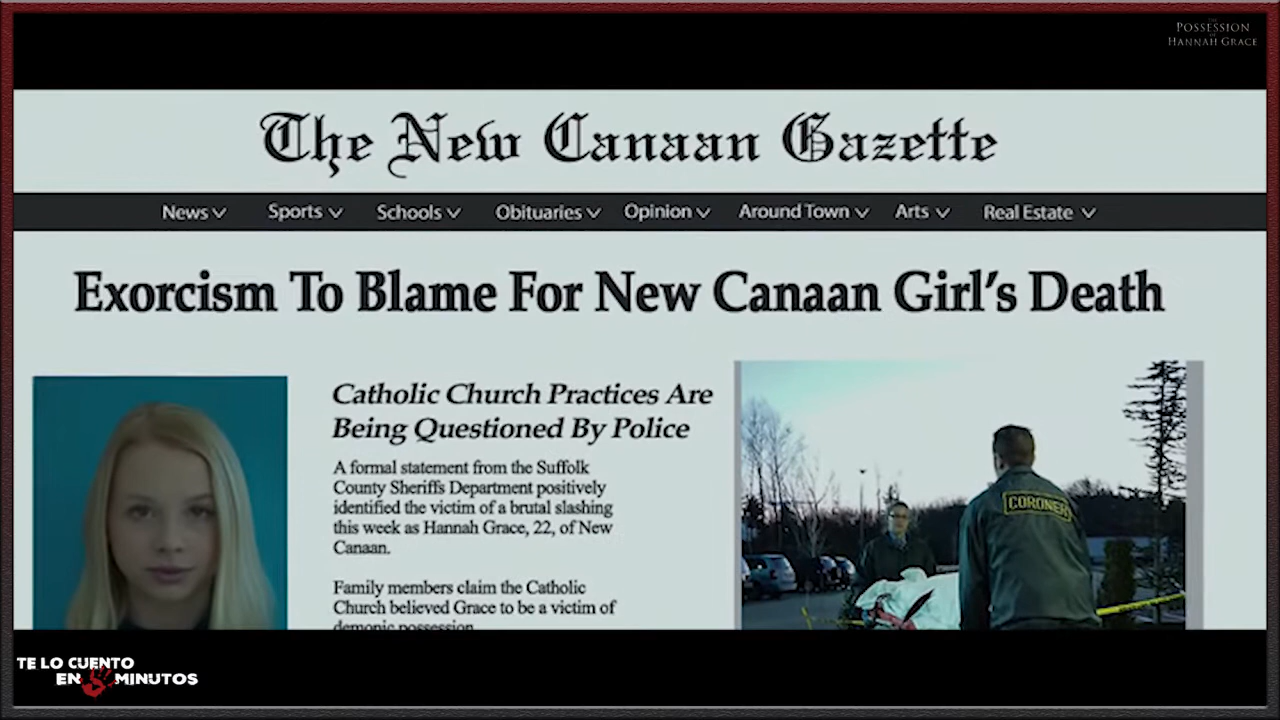 THE
POSSESSION
OF
HANNAH GRACE
The New Canaan Gazette
News Sports Schools Obituaries Opinion Around Town Arts Real Estate
Exorcism To Blame For New Canaan Girl's Death
Catholic Church Practices Are
Being Questioned By Police
A formal statement from the Suffolk
County Sheriffs Department positively
identified the victim of a brutal slashing
this week as Hannah Grace, 22, of New
Canaan.
Family members claim the Catholic
Church believed Grace to be a victim of
demonic possession
CORONER
TE LO CUENTO
EN MINUTOS